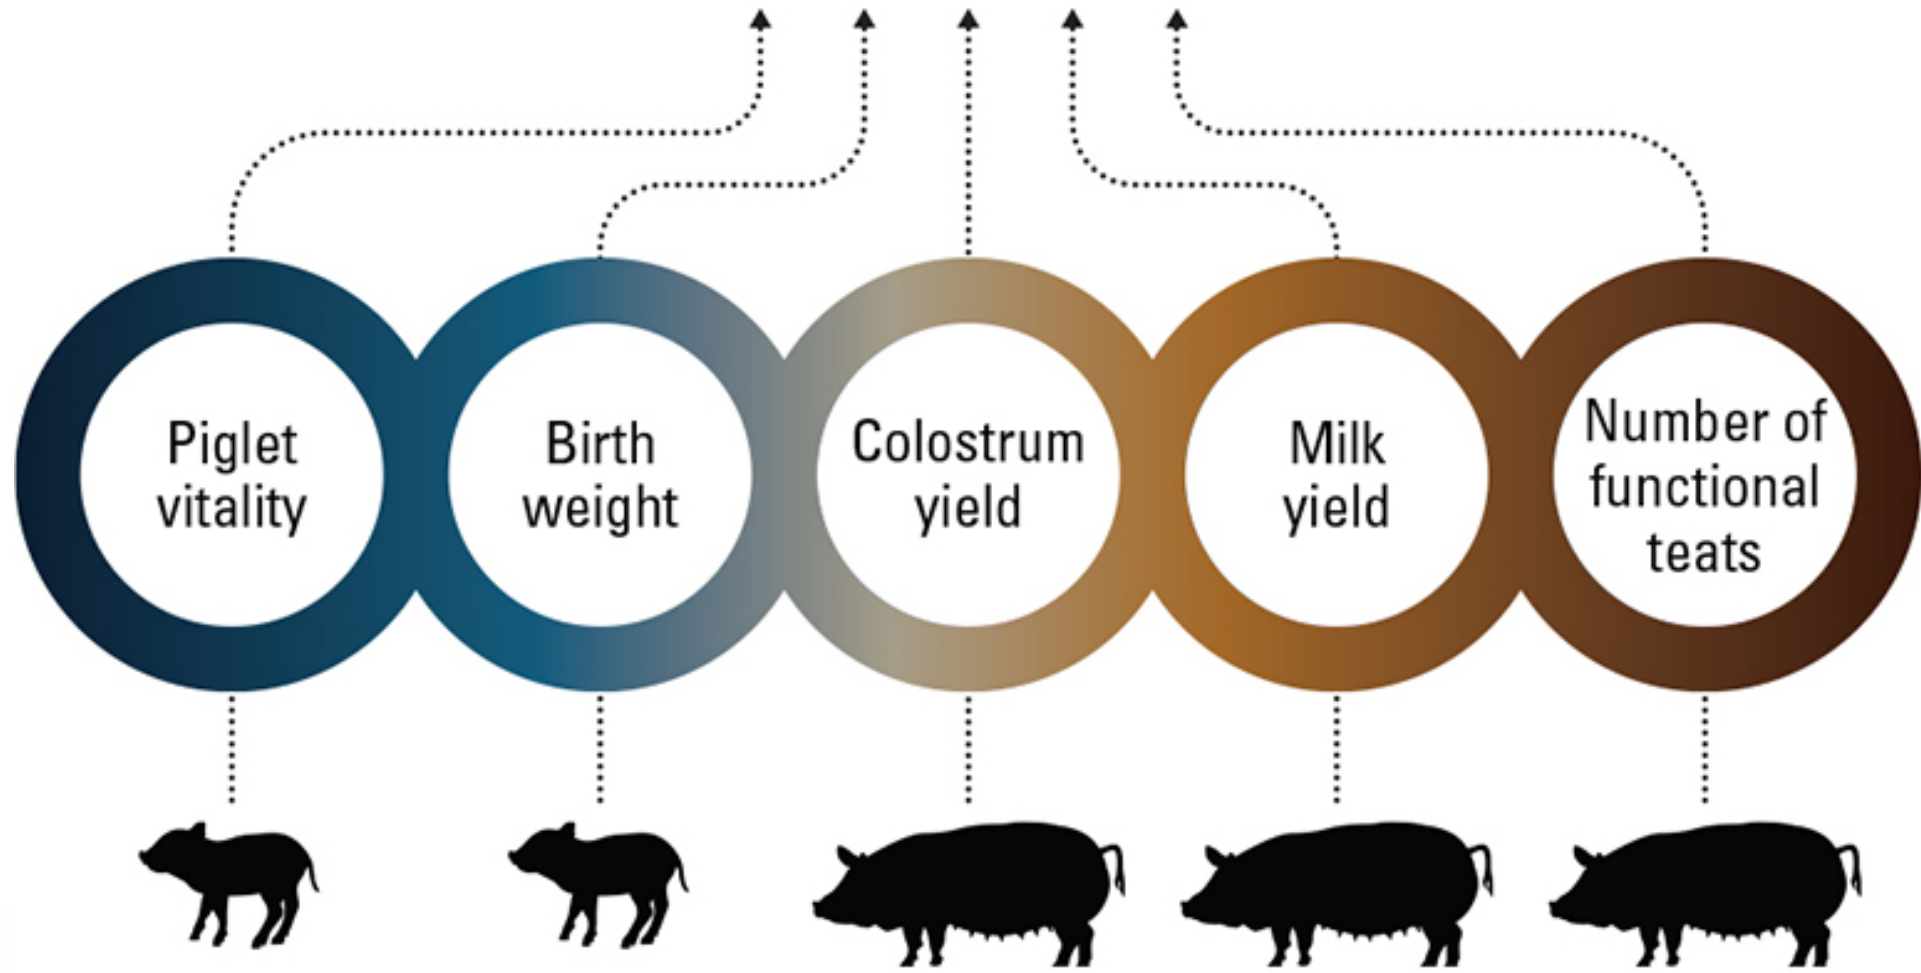 Piglet
vitality
Birth
weight
Colostrum
yield
Milk
yield
Number of
functional
teats